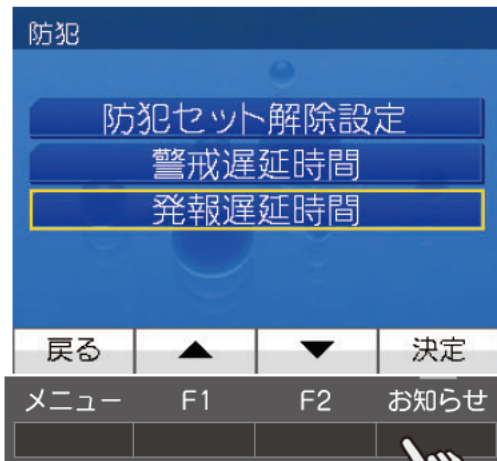 防犯
防犯セット解除設定
警戒遅延時間
発報遅延時間
戻る ▲ ▼ 決定
メニュー F1 F2 お知らせ